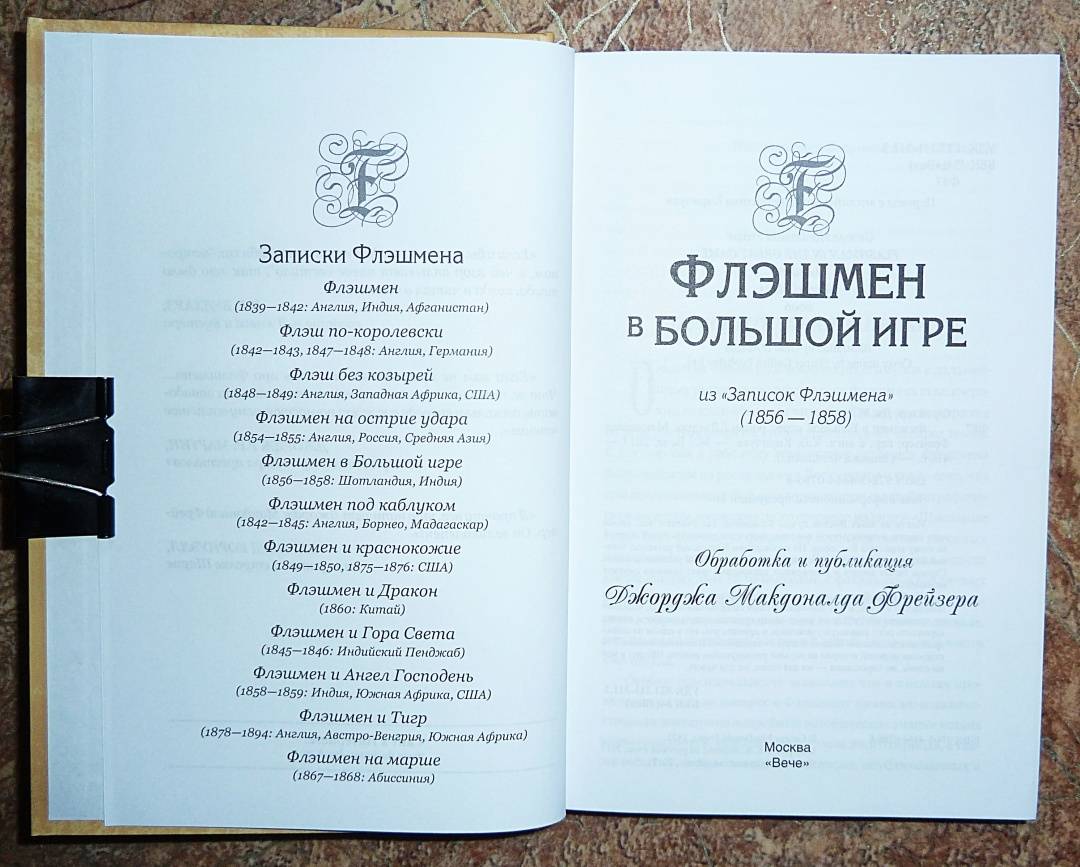 Записки Флэшмена
Флэшмен
(1839—1842: Англия, Индия, Афганистан)
Флэш по-королевски
(1842—1843, 1847—1848: Англия, Германия)
Флэш без козырей
(1848—1849: Англия, Западная Африка, США)
Флэшмен на острие удара
(1854—1855: Англия, Россия, Средняя Азия)
Флэшмен в Большой игре
(1856—1858: Шотландия, Индия)
Флэшмен под каблуком
(1842—1845: Англия, Борнео, Мадагаскар)
Флэшмен и краснокожие
(1849—1850, 1875—1876: США)
Флэшмен и Дракон
(1860: Китай)
Флэшмен и Гора Света
(1845—1846: Индийский Пенджаб)
Флэшмен и Ангел Господень
(1858—1859: Индия, Южная Африка, США)
Флэшмен и Тигр
(1878—1894: Англия, Австро-Венгрия, Южная Африка)
Флэшмен на марше
(1867—1868: Абиссиния)
ФЛЭШМЕН
В БОЛЬШОЙ ИГРЕ
из «Записок Флэшмена»
(1856 — 1858)
Обработка и публикация
Джорджа Макдоналда Фрейзера
Москва
«Вече»